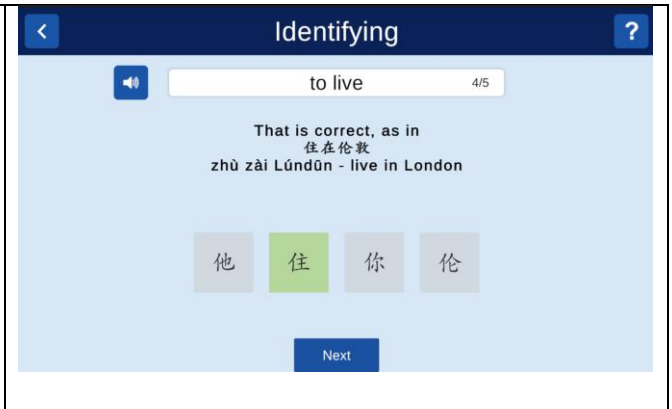 Identifying
?
to live 4/5
That is correct, as in
住在伦敦
zhù zài Lúndūn - live in London
他 住 你 伦
Next